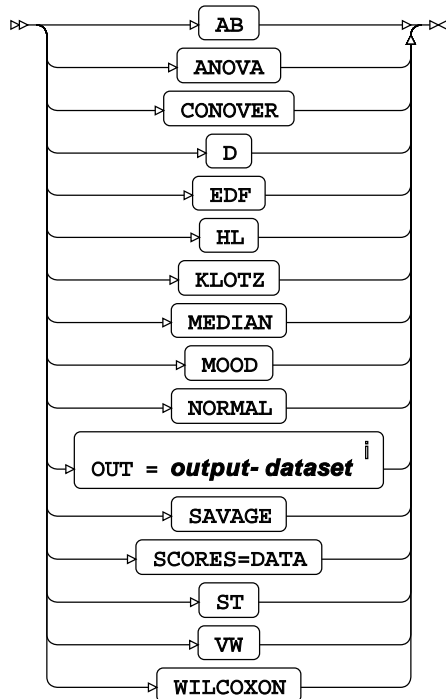 AB
ANOVA
CONOVER
D
EDF
HL
KLOTZ
MEDIAN
MOOD
NORMAL
OUT = output- dataset i
SAVAGE
SCORES=DATA
ST
VW
WILCOXON